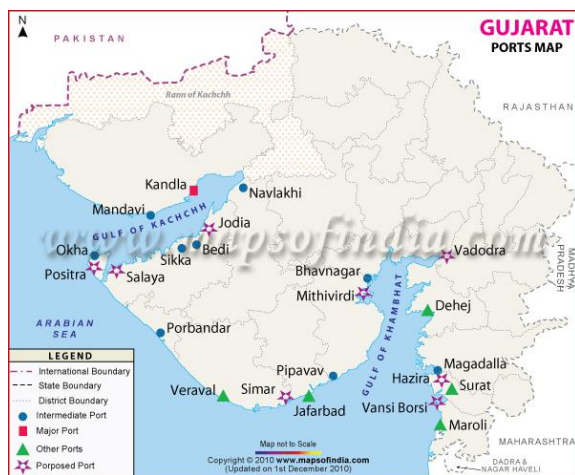 N
PAKISTAN
GUJARAT
PORTS MAP
Rann of Kachchh
RAJASTHAN
Kandla
Navlakhi
Mandavi
GULF OF KACHCHH
Jodia
www.mapsofindia.com
Okha
Sikka
Bedi
Vadodra
Positra
Salaya
Bhavnagar
Mithivirdi
MADHYA
PRADESH
GULF OF KHAMBHAT
Dehej
ARABIAN
SEA
Porbandar
LEGEND
International Boundary
State Boundary
District Boundary
Intermediate Port
Major Port
Other Ports
Porposed Port
Pipavav
Magadalla
Hazira
Surat
Veraval
Simar
Jafarbad
Vansi Borsi
Maroli
MAHARASHTRA
Map not to Scale
Copyright © 2010 www.mapsofindia.com
(Updated on 1st December 2010)
DADRA &
NAGAR HAVELI